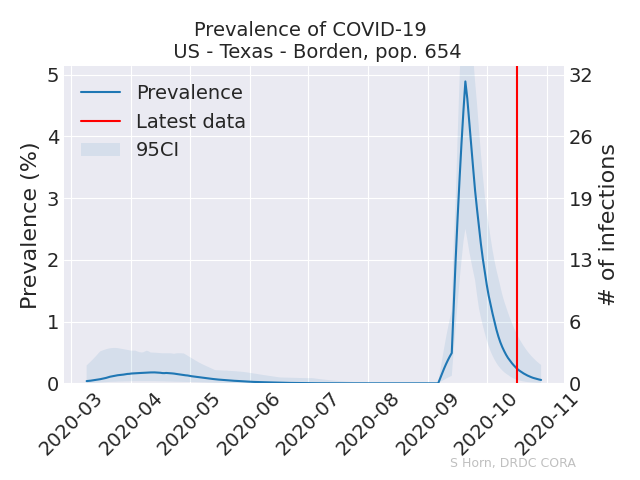 Prevalence of COVID-19
US - Texas - Borden, pop. 654
Prevalence
Latest data
95CI
Prevalence (%)
5
4
3
2
1
0
32
26
19
13
6
0
# of infections
2020-03
2020-04
2020-05
2020-06
2020-07
2020-08
2020-09
2020-10
2020-11
S Horn, DRDC CORA